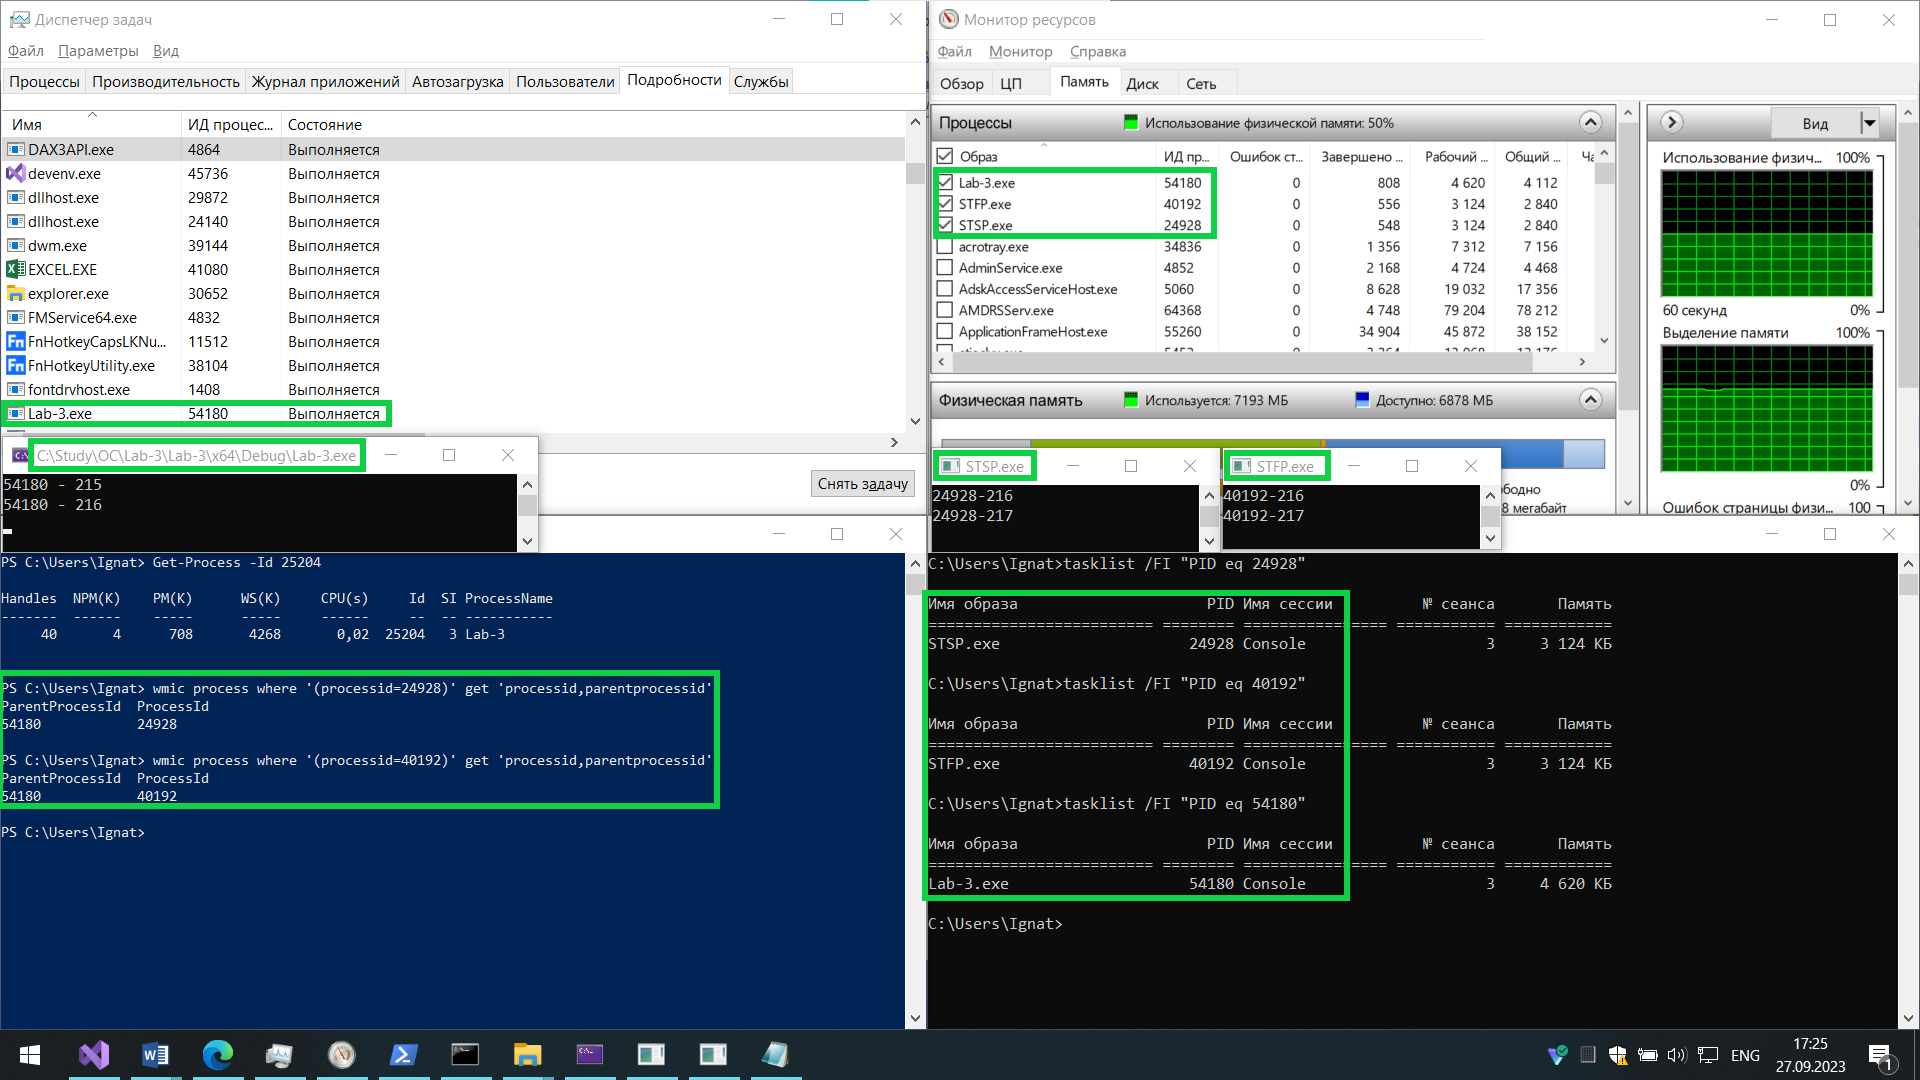 Диспетчер задач
Файл Параметры Вид
Процессы Производительность Журнал приложений Автозагрузка Пользователи Подробности Службы
Имя ИД процес... Состояние
DAX3API.exe 4864 Выполняется
devenv.exe 45736 Выполняется
dllhost.exe 29872 Выполняется
dllhost.exe 24140 Выполняется
dwm.exe 39144 Выполняется
EXCEL.EXE 41080 Выполняется
explorer.exe 30652 Выполняется
FMService64.exe 4832 Выполняется
FnHotkeyCapsLKNu... 11512 Выполняется
FnHotkeyUtility.exe 38104 Выполняется
fontdrvhost.exe 1408 Выполняется
Lab-3.exe 54180 Выполняется
Снять задачу
C:\Study\OC\Lab-3\Lab-3\x64\Debug\Lab-3.exe
54180 - 215
54180 - 216
Монитор ресурсов
Файл Монитор Справка
Обзор ЦП Память Диск Сеть
Процессы Использование физической памяти: 50%
Образ ИД пр... Ошибок ст... Завершено ... Рабочий ... Общий ... Ча
Lab-3.exe 54180 0 808 4 620 4 112
STFP.exe 40192 0 556 3 124 2 840
STSP.exe 24928 0 548 3 124 2 840
acrotray.exe 34836 0 1 356 7 312 7 156
AdminService.exe 4852 0 2 168 4 724 4 468
AdskAccessServiceHost.exe 5060 0 8 628 19 032 17 356
AMDRSServ.exe 64368 0 4 748 79 204 78 212
ApplicationFrameHost.exe 55260 0 34 904 45 872 38 152
Физическая память Используется: 7193 МБ Доступно: 6878 МБ
Вид
Использование физич... 100%
60 секунд 0%
Выделение памяти 100%
0%
Ошибок страницы физи... 100
ободно
8 мегабайт
STSP.exe
24928-216
24928-217
STFP.exe
40192-216
40192-217
PS C:\Users\Ignat> Get-Process -Id 25204
Handles NPM(K) PM(K) WS(K) CPU(s) Id SI ProcessName
------- ------ ----- ----- ------ -- -- -----------
40 4 708 4268 0,02 25204 3 Lab-3
PS C:\Users\Ignat> wmic process where '(processid=24928)' get 'processid,parentprocessid'
ParentProcessId ProcessId
54180 24928
PS C:\Users\Ignat> wmic process where '(processid=40192)' get 'processid,parentprocessid'
ParentProcessId ProcessId
54180 40192
PS C:\Users\Ignat>
C:\Users\Ignat>tasklist /FI "PID eq 24928"
Имя образа PID Имя сессии № сеанса Память
========================= ======== ================ =========== ============
STSP.exe 24928 Console 3 3 124 КБ
C:\Users\Ignat>tasklist /FI "PID eq 40192"
Имя образа PID Имя сессии № сеанса Память
========================= ======== ================ =========== ============
STFP.exe 40192 Console 3 3 124 КБ
C:\Users\Ignat>tasklist /FI "PID eq 54180"
Имя образа PID Имя сессии № сеанса Память
========================= ======== ================ =========== ============
Lab-3.exe 54180 Console 3 4 620 КБ
C:\Users\Ignat>
ENG
17:25
27.09.2023
1